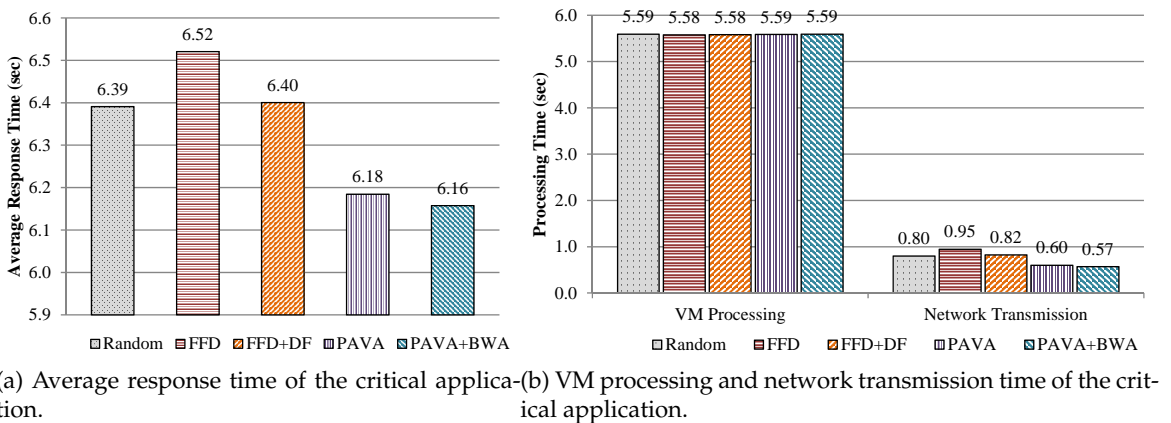 6.6
6.5
6.4
6.3
6.2
6.1
6.0
5.9
Average Response Time (sec)
6.39
6.52
6.40
6.18
6.16
Random FFD FFD+DF PAVA PAVA+BWA
(a) Average response time of the critical applica-
tion.
6.0
5.0
4.0
3.0
2.0
1.0
0.0
Processing Time (sec)
5.59 5.58 5.58 5.59 5.59
0.80 0.95 0.82 0.60 0.57
VM Processing Network Transmission
Random FFD FFD+DF PAVA PAVA+BWA
(b) VM processing and network transmission time of the crit-
ical application.